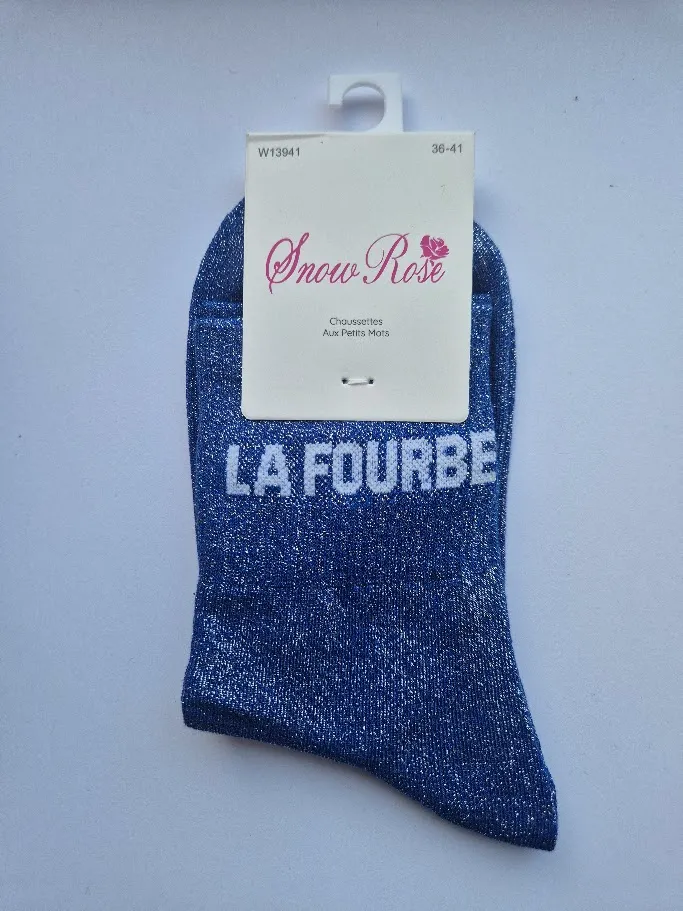 W13941 36-41
Snow Rose
Chaussettes
Aux Petits Mots
LA FOURBE